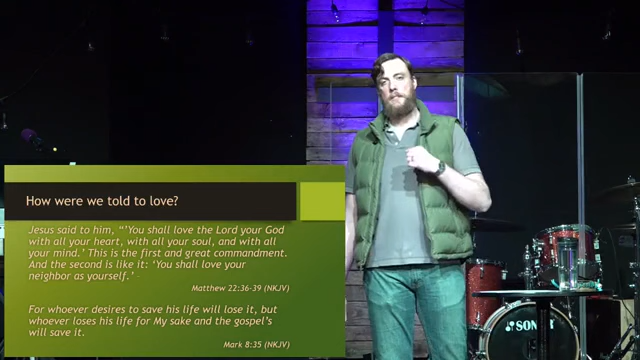 How were we told to love?
Jesus said to him, “‘You shall love the Lord your God
with all your heart, with all your soul, and with all
your mind.’ This is the first and great commandment.
And the second is like it: ‘You shall love your
neighbor as yourself.’
Matthew 22:36-39 (NKJV)
For whoever desires to save his life will lose it, but
whoever loses his life for My sake and the gospel’s
will save it.
Mark 8:35 (NKJV)
SONOR